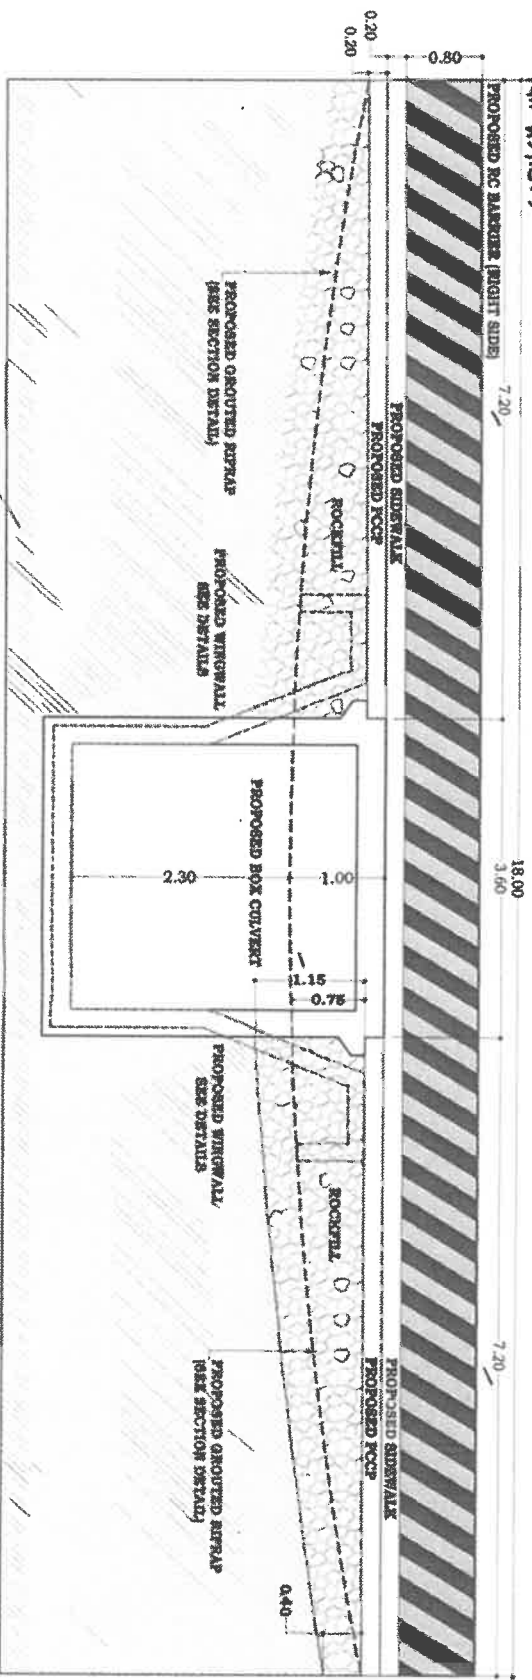 18.00
7.20
3.60
7.20
PROPOSED RC BARRIER (RIGHT SIDE)
0.80
0.20
0.20
PROPOSED SIDEWALK
PROPOSED PCCP
ROCKFILL
PROPOSED GROUTED RIPRAP
(SEE SECTION DETAIL)
PROPOSED WINGWALL
SEE DETAILS
PROPOSED BOX CULVERT
2.30
1.00
1.15
0.75
PROPOSED SIDEWALK
PROPOSED PCCP
ROCKFILL
PROPOSED WINGWALL
SEE DETAILS
PROPOSED GROUTED RIPRAP
(SEE SECTION DETAIL)
0.40